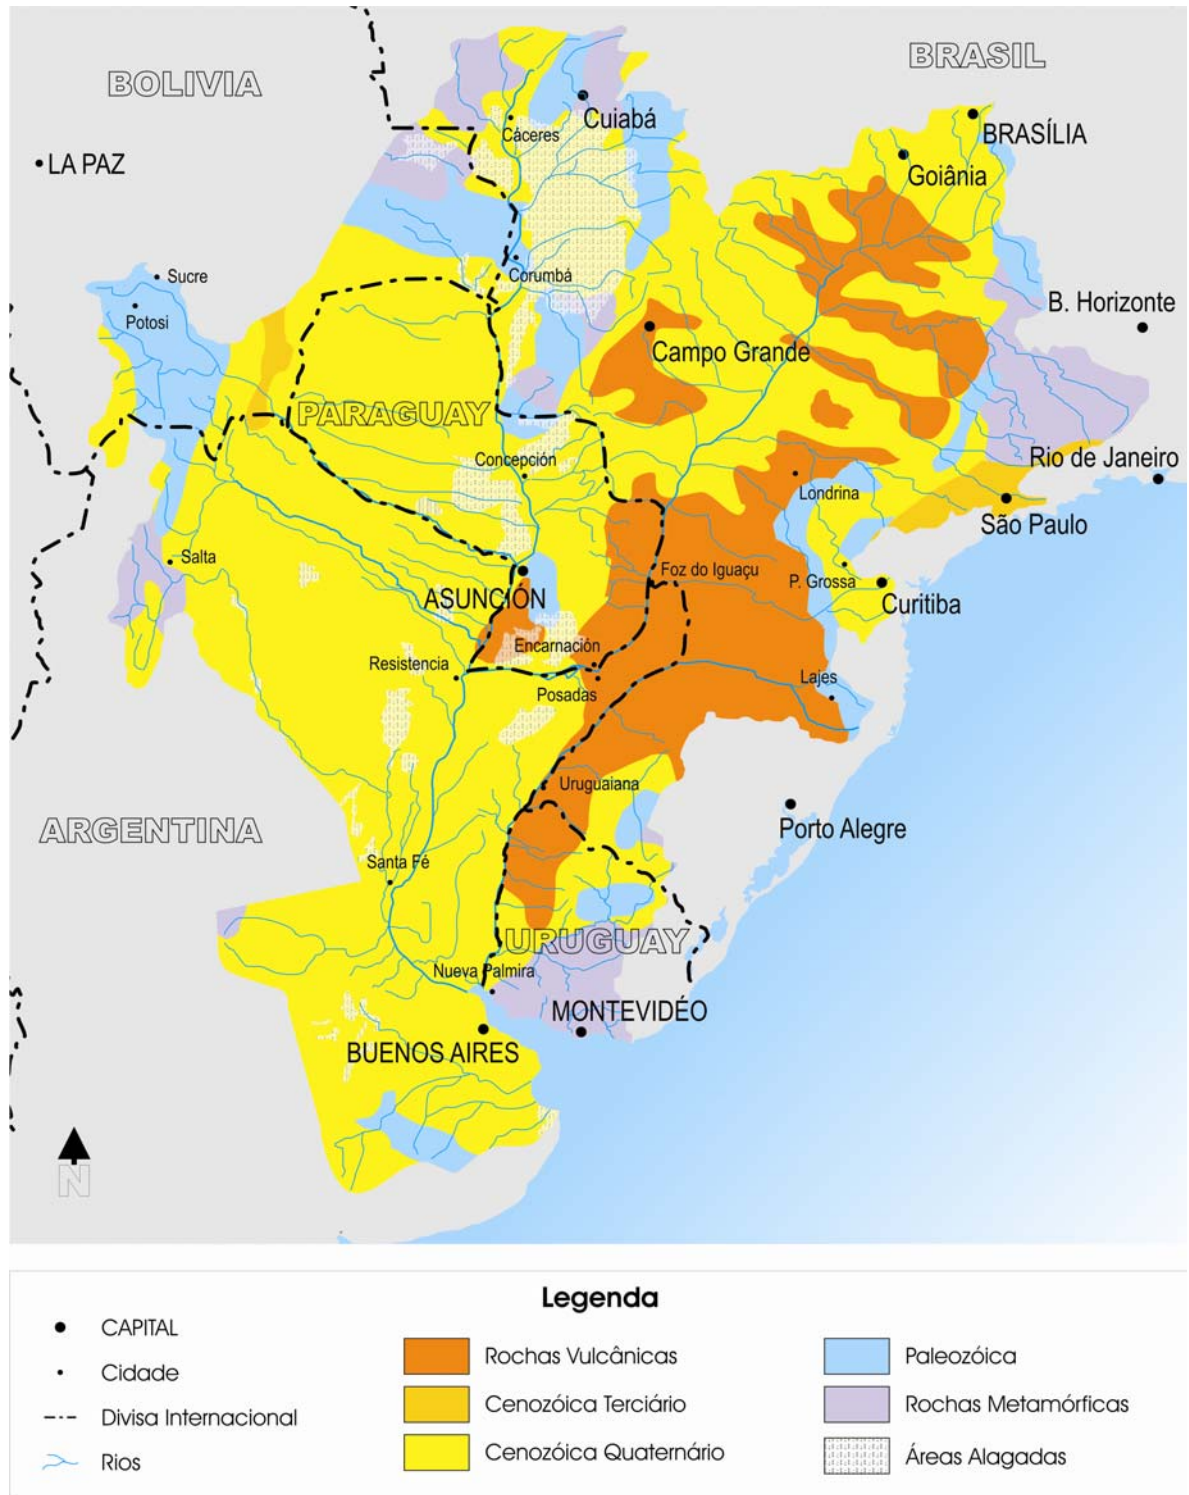 BOLIVIA
BRASIL
Cuiabá
Cáceres
BRASÍLIA
LA PAZ
Goiânia
Sucre
Corumbá
Potosi
B. Horizonte
Campo Grande
PARAGUAY
Concepción
Rio de Janeiro
Londrina
São Paulo
Salta
Foz do Iguaçu
P. Grossa
ASUNCIÓN
Curitiba
Encarnación
Resistencia
Lajes
Posadas
Uruguaiana
ARGENTINA
Porto Alegre
Santa Fé
URUGUAY
Nueva Palmira
MONTEVIDÉO
BUENOS AIRES
N
Legenda
CAPITAL
Cidade
Divisa Internacional
Rios
Rochas Vulcânicas
Cenozóica Terciário
Cenozóica Quaternário
Paleozóica
Rochas Metamórficas
Áreas Alagadas